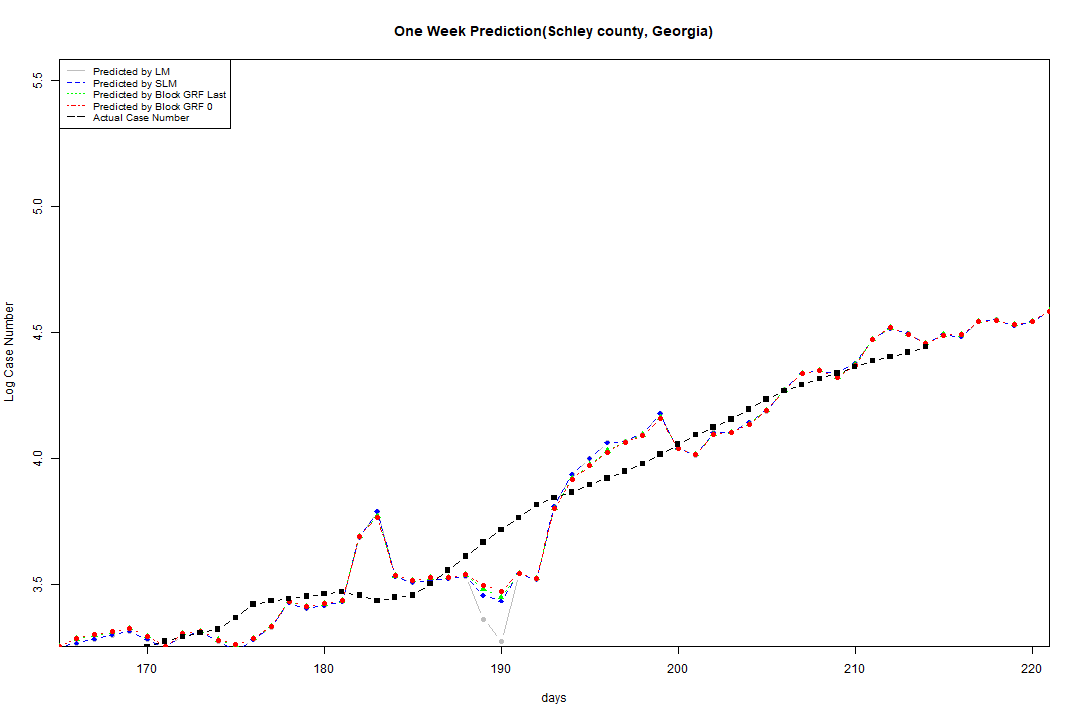 One Week Prediction(Schley county, Georgia)
Predicted by LM
Predicted by SLM
Predicted by Block GRF Last
Predicted by Block GRF 0
Actual Case Number
5.5
5.0
4.5
4.0
3.5
Log Case Number
170
180
190
200
210
220
days